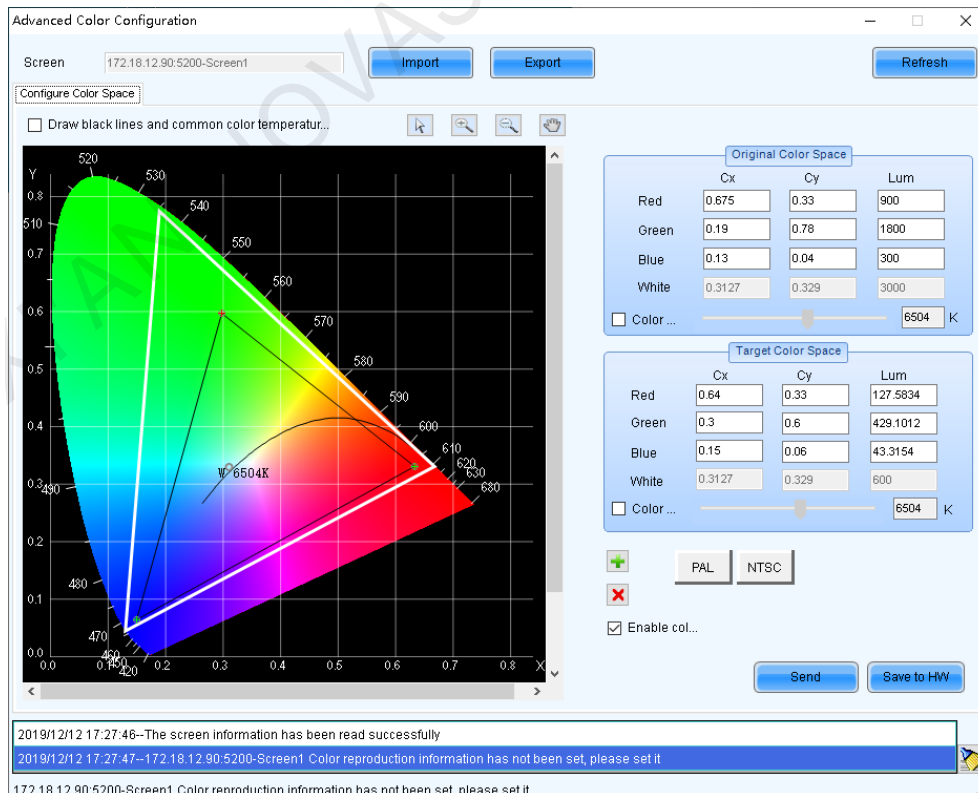 Advanced Color Configuration
Screen 172.18.12.90:5200-Screen1 Import Export Refresh
Configure Color Space
Draw black lines and common color temperatur...
Original Color Space
Cx Cy Lum
Red 0.675 0.33 900
Green 0.19 0.78 1800
Blue 0.13 0.04 300
White 0.3127 0.329 3000
Color ... 6504 K
Target Color Space
Cx Cy Lum
Red 0.64 0.33 127.5834
Green 0.3 0.6 429.1012
Blue 0.15 0.06 43.3154
White 0.3127 0.329 600
Color ... 6504 K
PAL NTSC
Enable col...
Send Save to HW
Y
0.8
0.7
0.6
0.5
0.4
0.3
0.2
0.1
0.0
0.0 0.1 0.2 0.3 0.4 0.5 0.6 0.7 0.8 X
520
530
540
510
550
560
570
580
590
600
610
620
630
680
490
480
470
460
450
420
W 6504K
2019/12/12 17:27:46--The screen information has been read successfully
2019/12/12 17:27:47--172.18.12.90:5200-Screen1 Color reproduction information has not been set, please set it
172.18.12.90:5200-Screen1 Color reproduction information has not been set, please set it